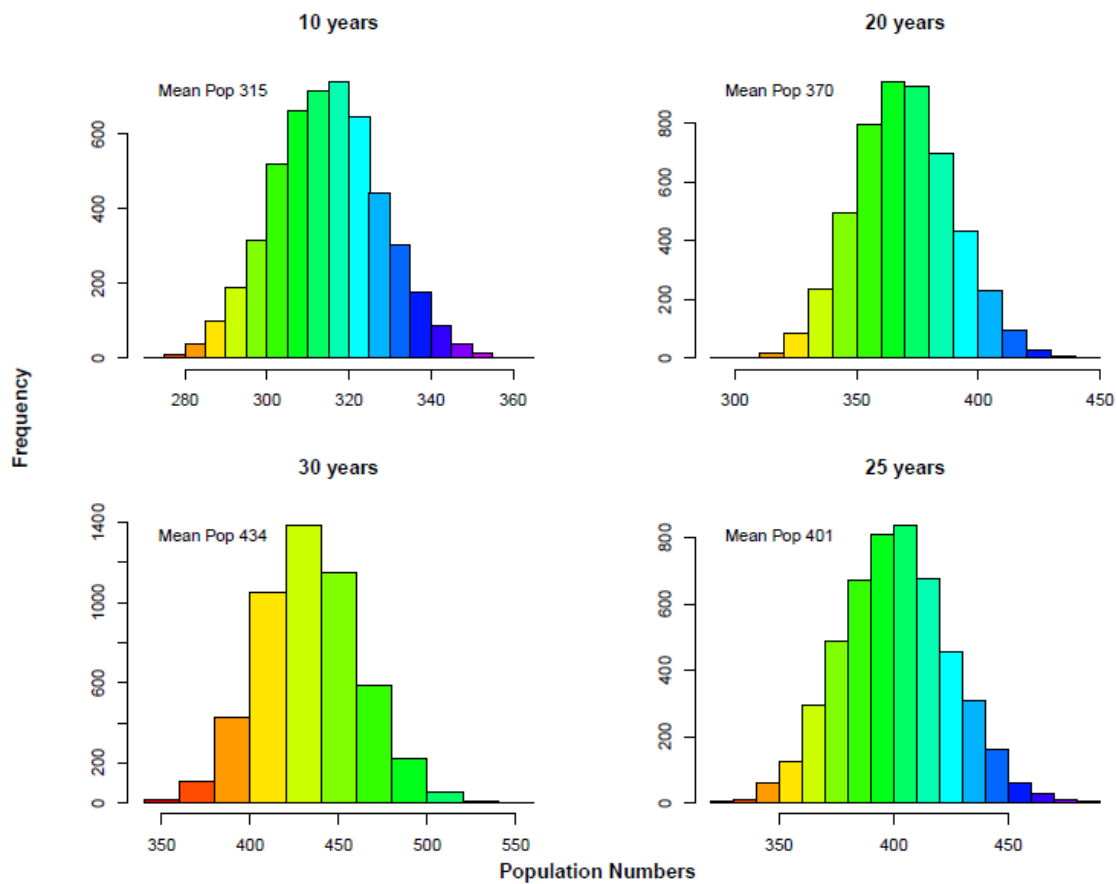 10 years
Mean Pop 315
600
400
200
0
280 300 320 340 360
20 years
Mean Pop 370
800
600
400
200
0
300 350 400 450
Frequency
30 years
Mean Pop 434
1400
1000
600
200
0
350 400 450 500 550
25 years
Mean Pop 401
800
600
400
200
0
350 400 450
Population Numbers